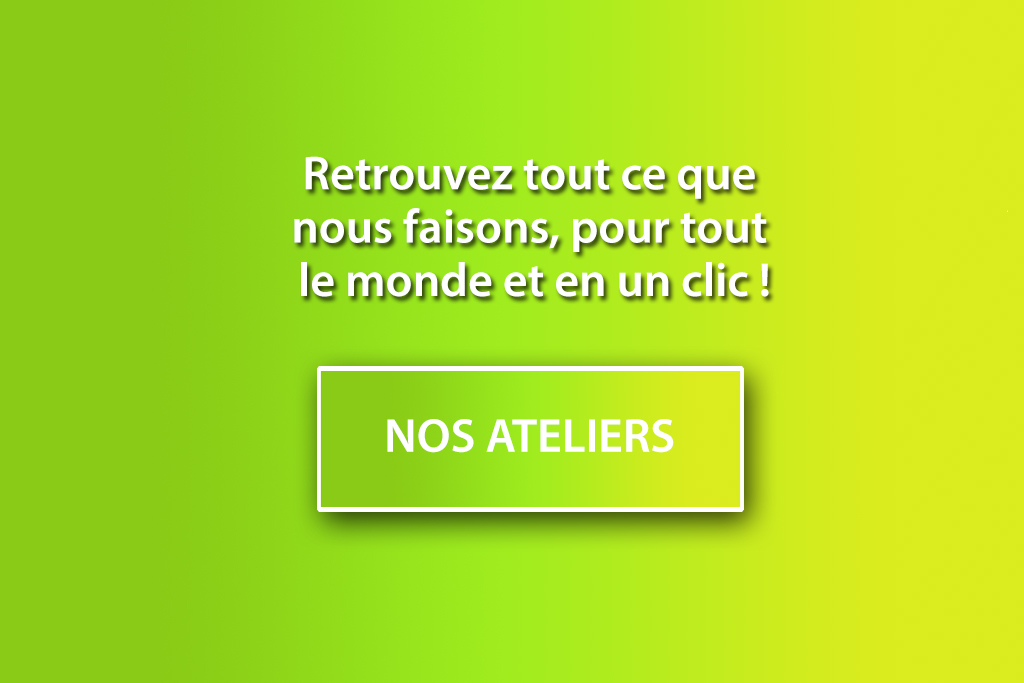 Retrouvez tout ce que
nous faisons, pour tout
le monde et en un clic !
NOS ATELIERS